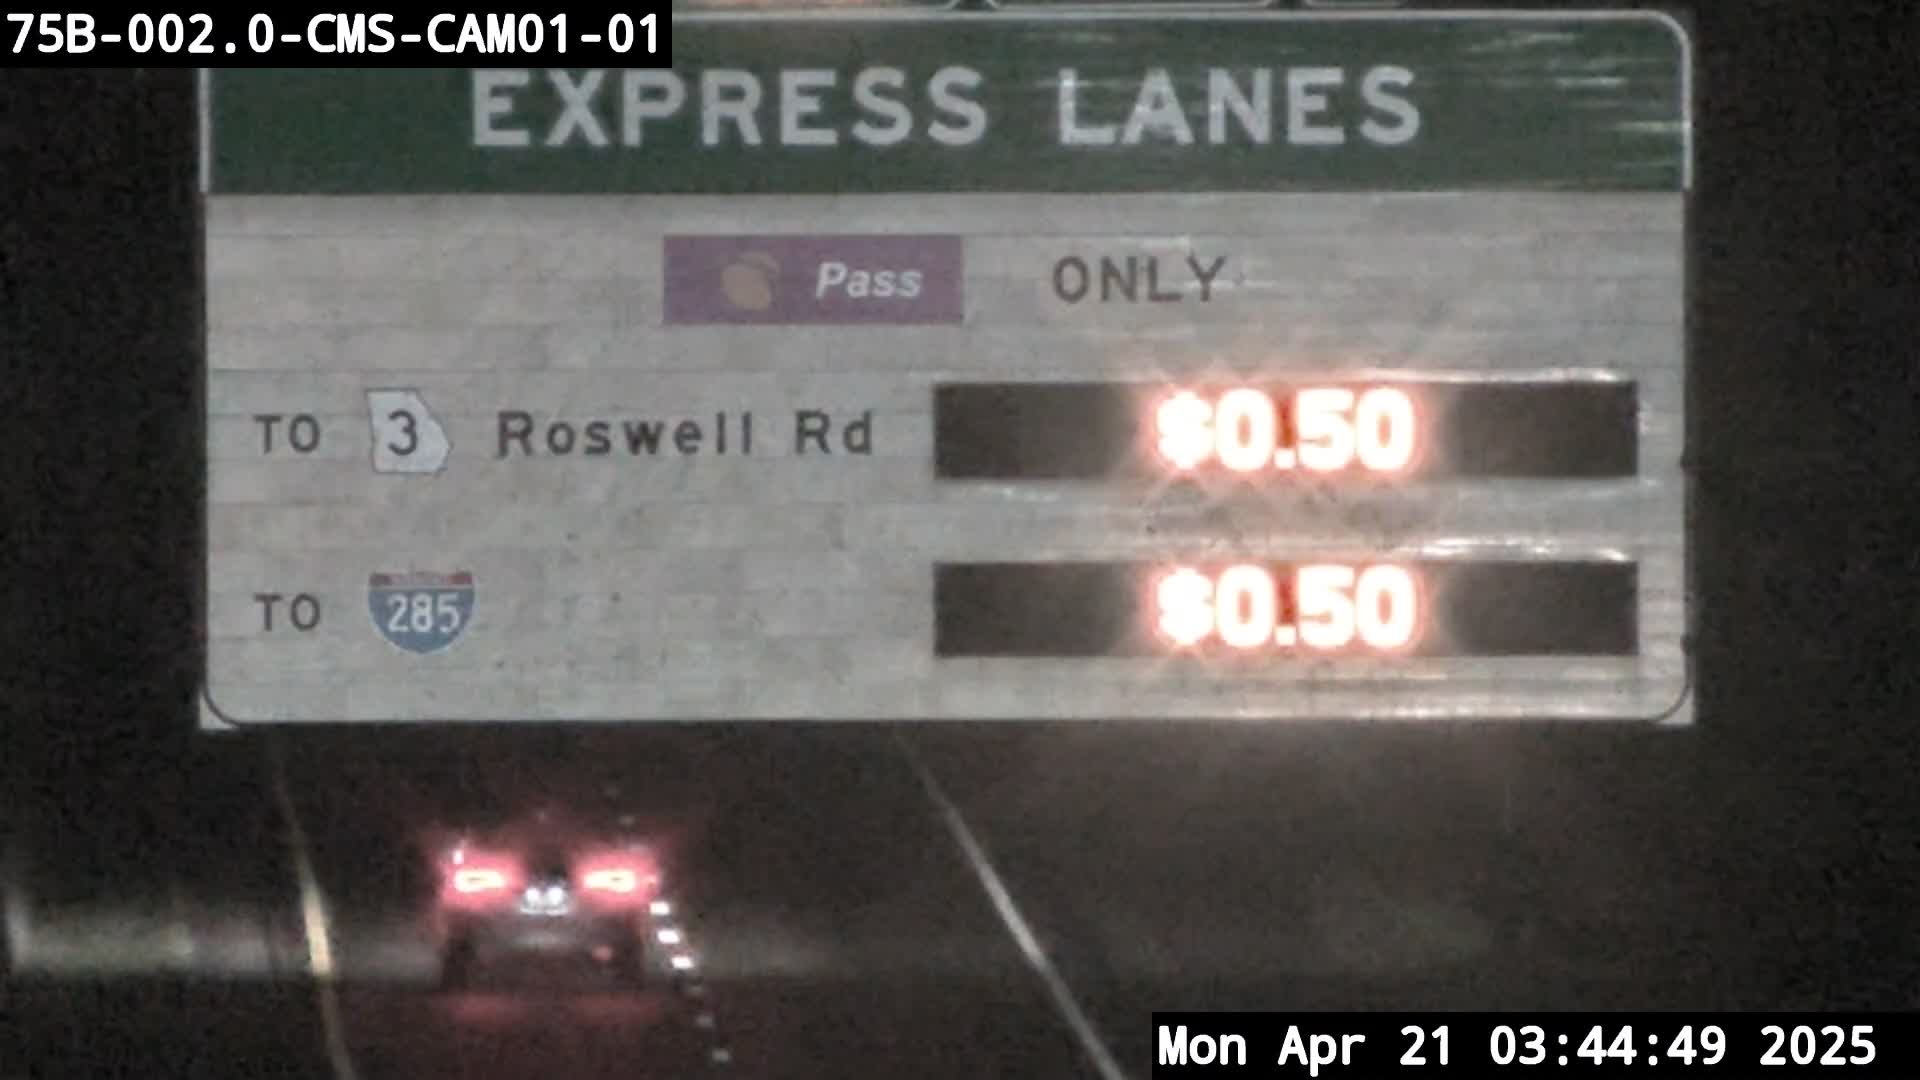 75B-002.0-CMS-CAM01-01
EXPRESS LANES
Pass ONLY
TO 3 Roswell Rd $0.50
TO 285 $0.50
Mon Apr 21 03:44:49 2025